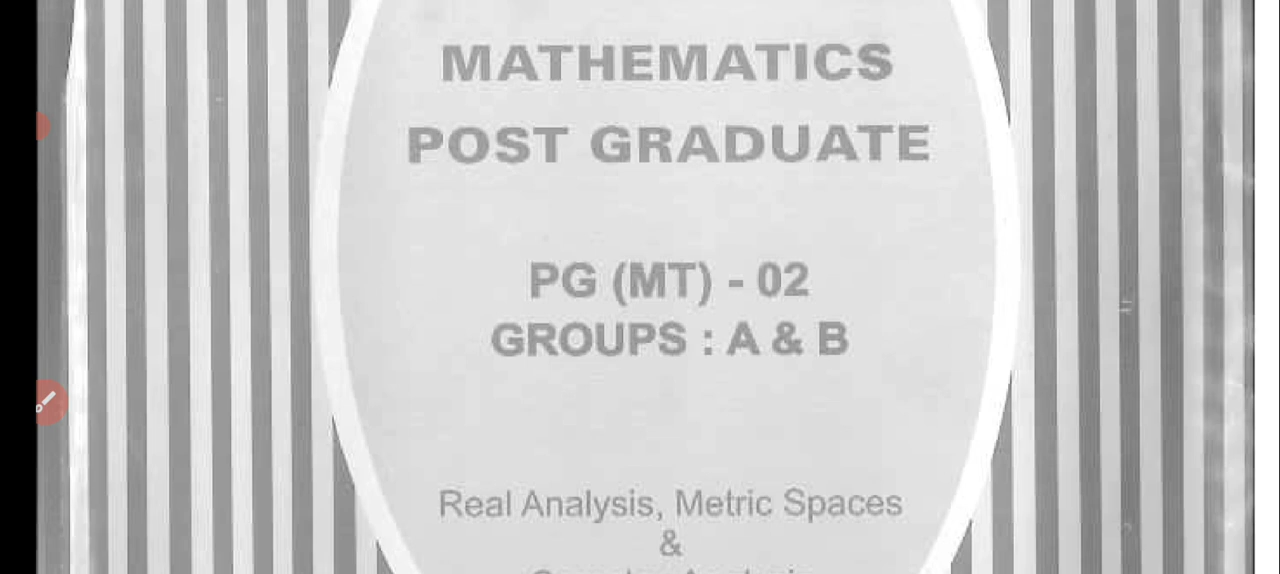 MATHEMATICS
POST GRADUATE
PG (MT) - 02
GROUPS : A & B
Real Analysis, Metric Spaces
&